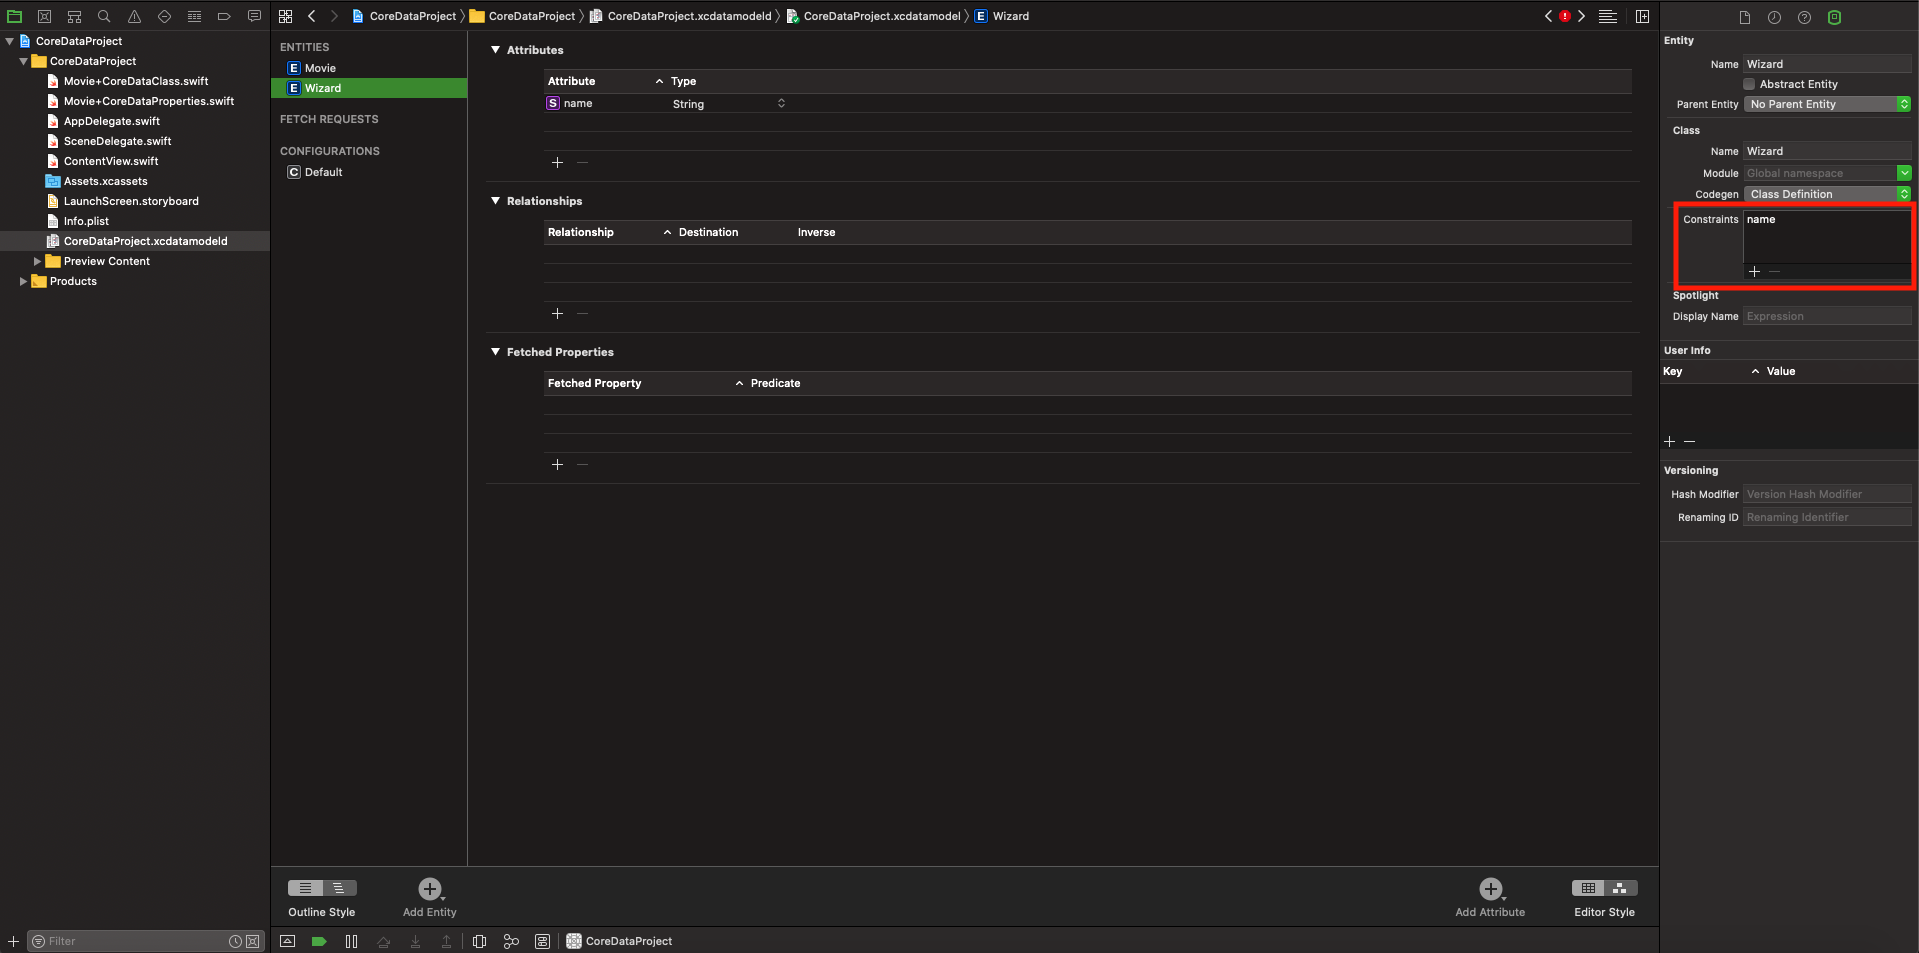 CoreDataProject
CoreDataProject
Movie+CoreDataClass.swift
Movie+CoreDataProperties.swift
AppDelegate.swift
SceneDelegate.swift
ContentView.swift
Assets.xcassets
LaunchScreen.storyboard
Info.plist
CoreDataProject.xcdatamodeld
Preview Content
Products
Filter
CoreDataProject CoreDataProject CoreDataProject.xcdatamodeld CoreDataProject.xcdatamodel E Wizard
ENTITIES
E Movie
E Wizard
FETCH REQUESTS
CONFIGURATIONS
C Default
Attributes
Attribute Type
S name String
Relationships
Relationship Destination Inverse
Fetched Properties
Fetched Property Predicate
Outline Style
Add Entity
Add Attribute
Editor Style
CoreDataProject
Entity
Name Wizard
Abstract Entity
Parent Entity No Parent Entity
Class
Name Wizard
Module Global namespace
Codegen Class Definition
Constraints name
Spotlight
Display Name Expression
User Info
Key Value
Versioning
Hash Modifier Version Hash Modifier
Renaming ID Renaming Identifier